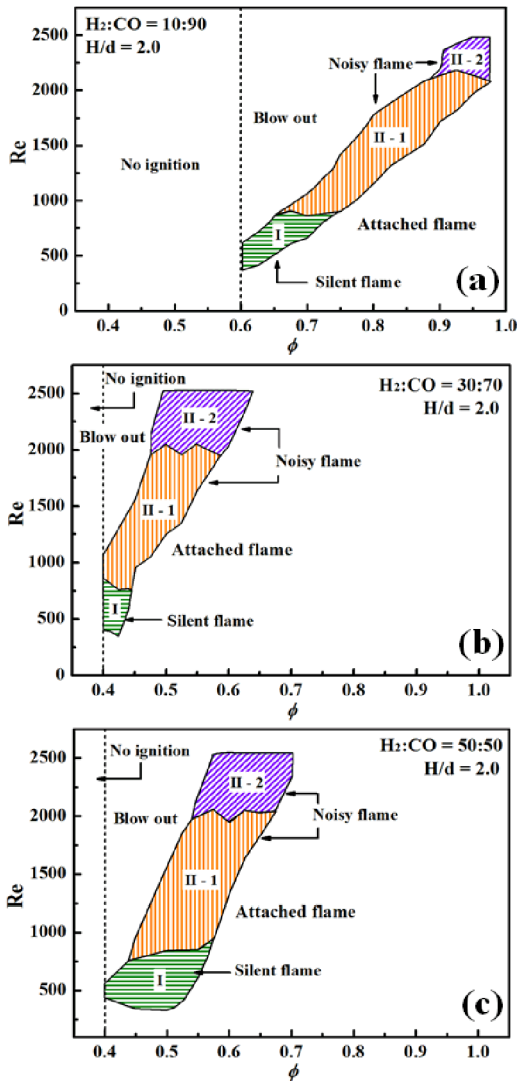 H₂:CO = 10:90
H/d = 2.0
(a)
2500
2000
1500
1000
500
0
Re
Noisy flame
II - 2
Blow out
II - 1
No ignition
Attached flame
I
Silent flame
0.4 0.5 0.6 0.7 0.8 0.9 1.0
ϕ
No ignition
H₂:CO = 30:70
H/d = 2.0
(b)
2500
2000
1500
1000
500
0
Re
Blow out
II - 2
Noisy flame
II - 1
Attached flame
I
Silent flame
0.4 0.5 0.6 0.7 0.8 0.9 1.0
ϕ
No ignition
H₂:CO = 50:50
H/d = 2.0
(c)
2500
2000
1500
1000
500
Re
II - 2
Blow out
Noisy flame
II - 1
Attached flame
Silent flame
I
0.4 0.5 0.6 0.7 0.8 0.9 1.0
ϕ